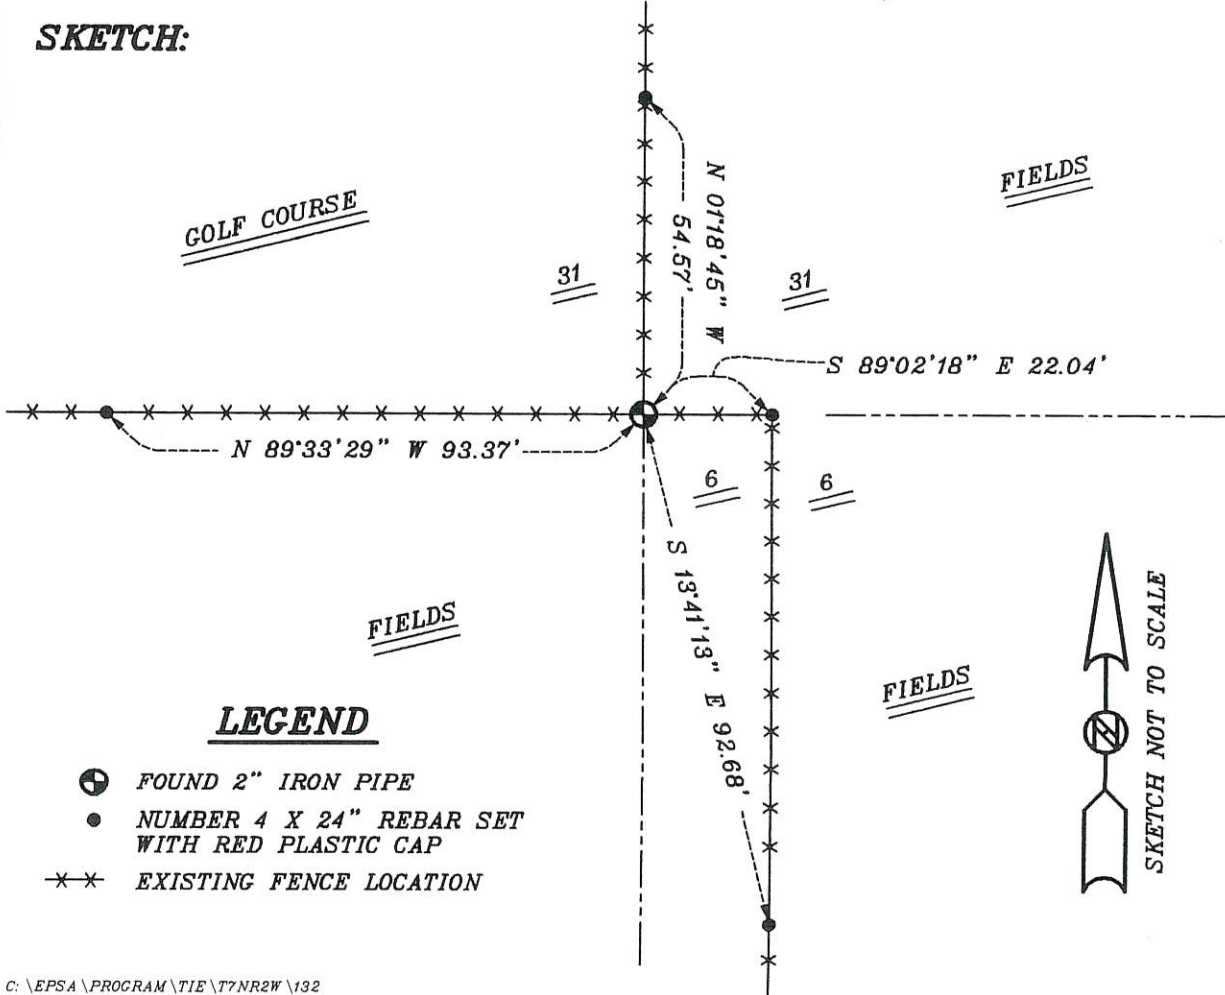 SKETCH:
GOLF COURSE
FIELDS
N 01°18'45" W
54.57'
31
31
S 89°02'18" E 22.04'
N 89°33'29" W 93.37'
6
6
S 13°41'13" E 92.68'
FIELDS
FIELDS
LEGEND
FOUND 2" IRON PIPE
NUMBER 4 X 24" REBAR SET
WITH RED PLASTIC CAP
EXISTING FENCE LOCATION
N
SKETCH NOT TO SCALE
C:\EPSA\PROGRAM\TIE\T7NR2W\132